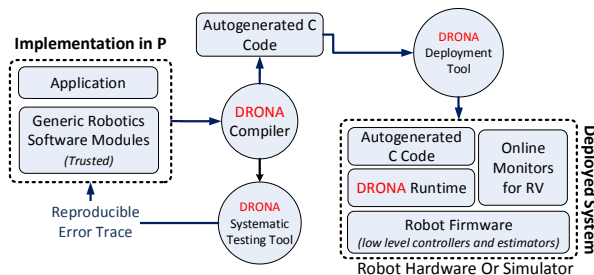 Implementation in P
Application
Generic Robotics
Software Modules
(Trusted)
Reproducible
Error Trace
Autogenerated C
Code
DRONA
Compiler
DRONA
Systematic
Testing Tool
DRONA
Deployment
Tool
Autogenerated
C Code
DRONA Runtime
Online
Monitors
for RV
Robot Firmware
(low level controllers and estimators)
Robot Hardware Or Simulator
Deployed System